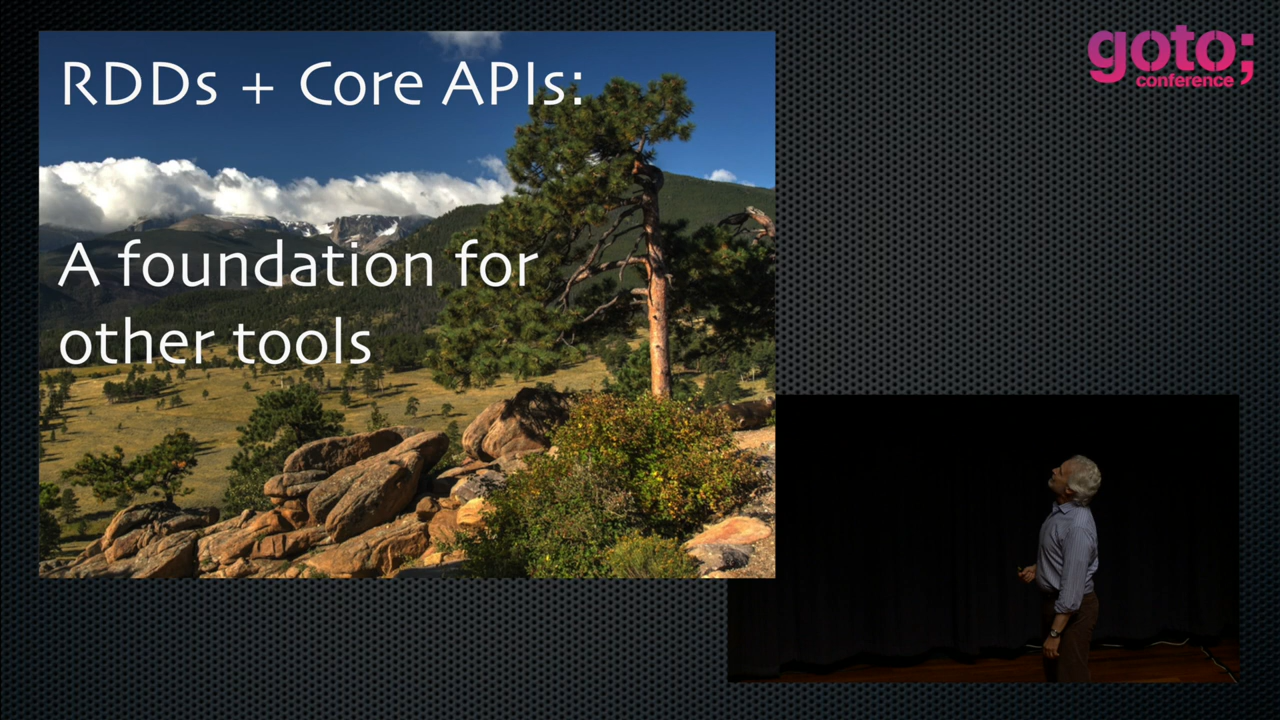 RDDs + Core APIs:
A foundation for
other tools
goto;
conference